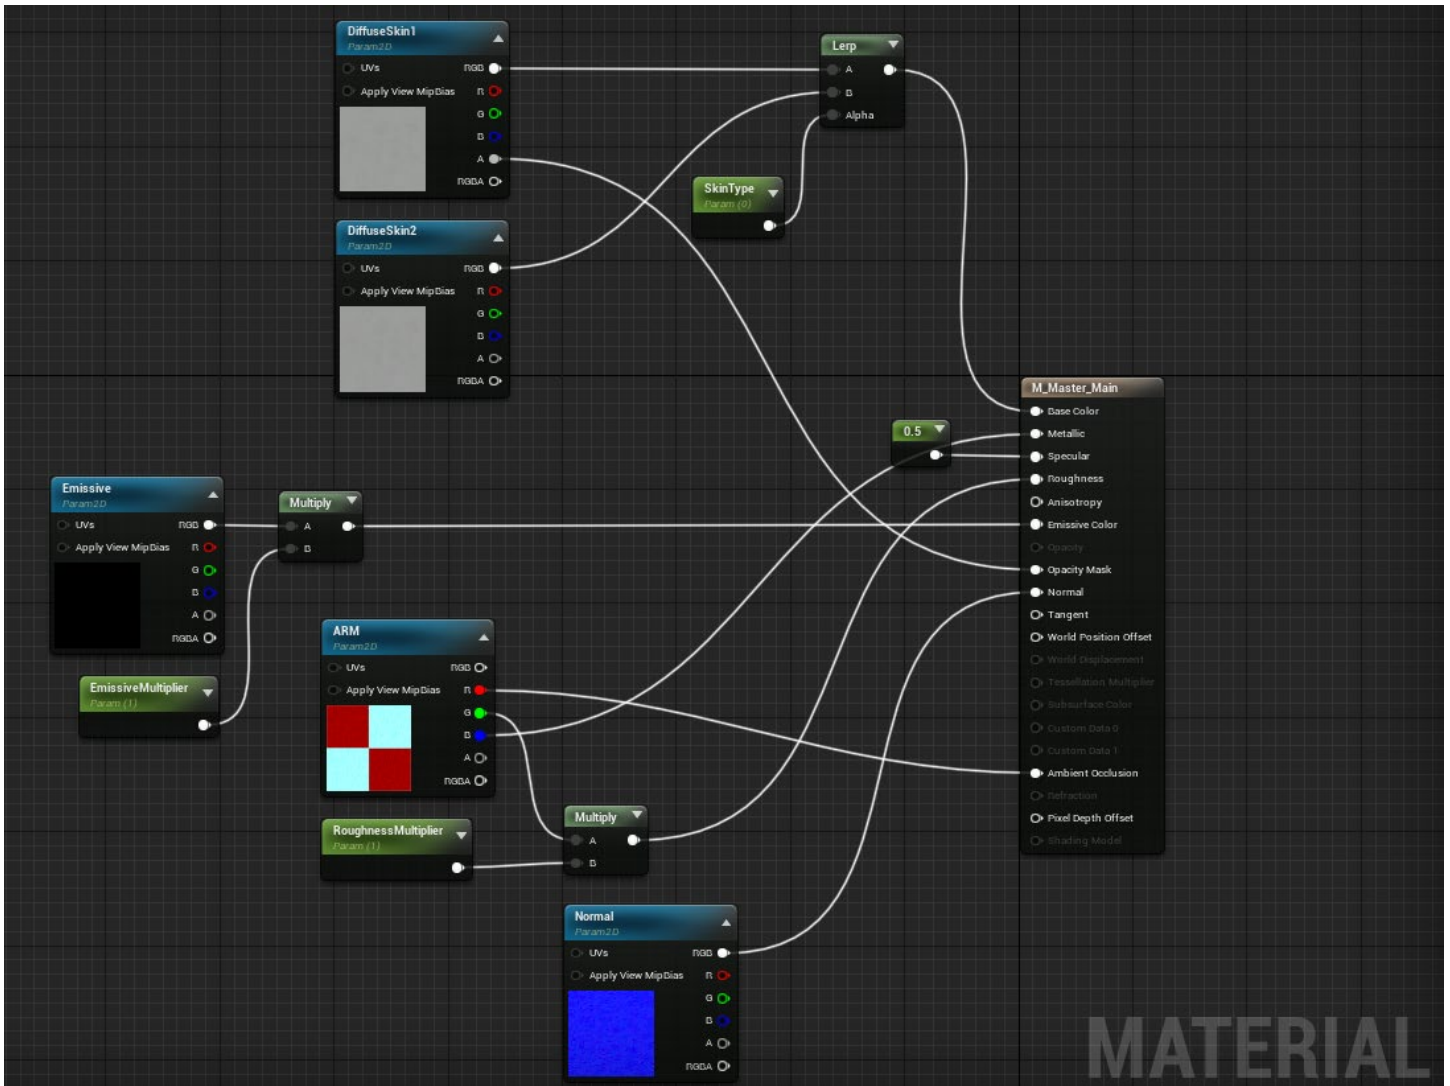 DiffuseSkin1
Param2D
UVs RGB
Apply View MipBias R
G
B
A
RGBA
Lerp
A
B
Alpha
SkinType
Param (0)
DiffuseSkin2
Param2D
UVs RGB
Apply View MipBias R
G
B
A
RGBA
M_Master_Main
Base Color
Metallic
Specular
Roughness
Anisotropy
Emissive Color
Opacity
Opacity Mask
Normal
Tangent
World Position Offset
World Displacement
Tessellation Multiplier
Subsurface Color
Custom Data 0
Custom Data 1
Ambient Occlusion
Refraction
Pixel Depth Offset
Shading Model
0.5
Emissive
Param2D
UVs RGB
Apply View MipBias R
G
B
A
RGBA
Multiply
A
B
EmissiveMultiplier
Param (1)
ARM
Param2D
UVs RGB
Apply View MipBias R
G
B
A
RGBA
RoughnessMultiplier
Param (1)
Multiply
A
B
Normal
Param2D
UVs RGB
Apply View MipBias R
G
B
A
RGBA
MATERIAL